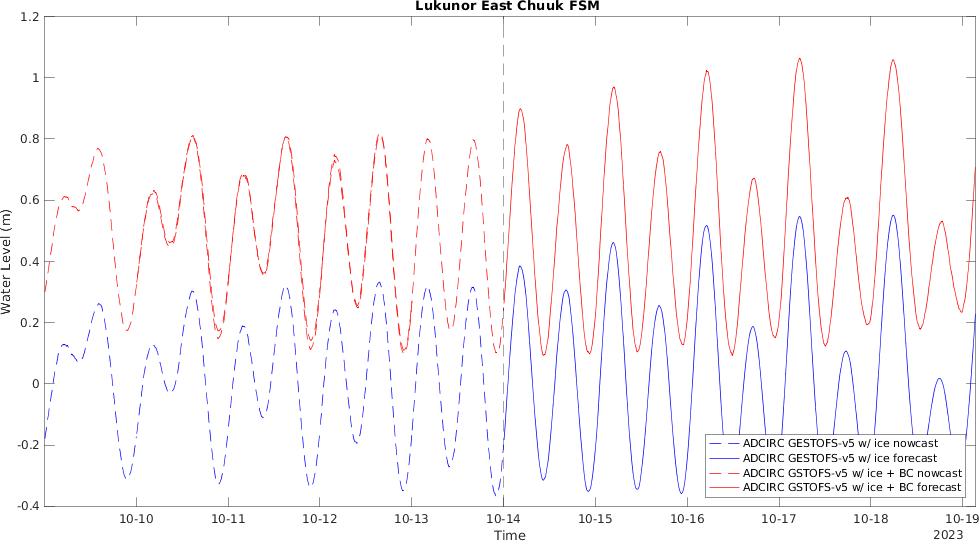 Lukunor East Chuuk FSM
1.2
1
0.8
0.6
0.4
0.2
0
-0.2
-0.4
Water Level (m)
ADCIRC GESTOFS-v5 w/ ice nowcast
ADCIRC GESTOFS-v5 w/ ice forecast
ADCIRC GSTOFS-v5 w/ ice + BC nowcast
ADCIRC GSTOFS-v5 w/ ice + BC forecast
10-10 10-11 10-12 10-13 10-14 10-15 10-16 10-17 10-18 10-19
Time
2023